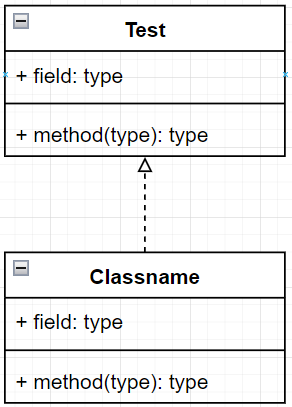 Test
+ field: type
+ method(type): type
Classname
+ field: type
+ method(type): type